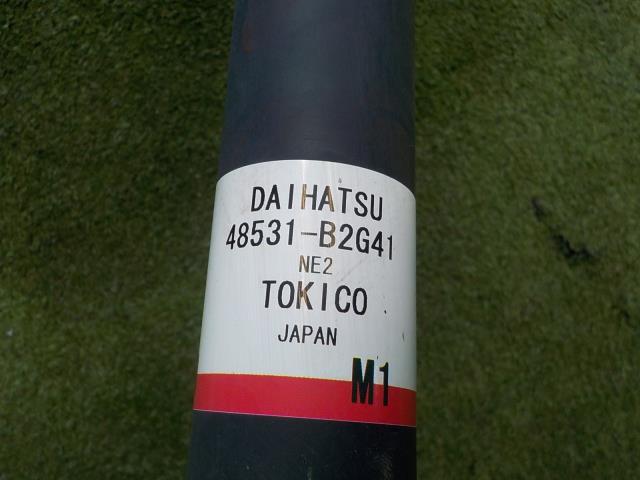 DAIHATSU
48531-B2G41
NE2
TOKICO
JAPAN
M1